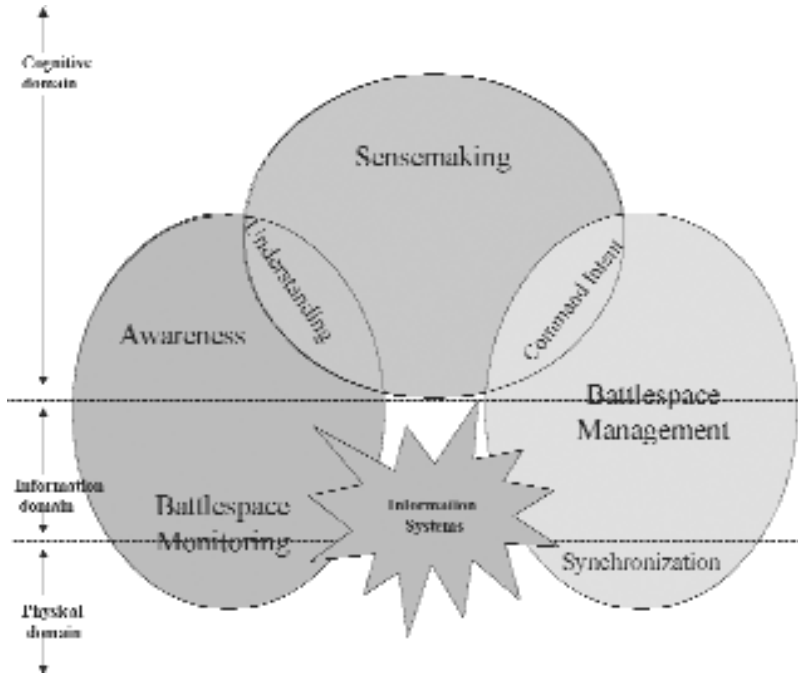 Cognitive
domain
Sensemaking
Understanding
Command Intent
Awareness
Battlespace
Management
Information
domain
Battlespace
Monitoring
Information
Systems
Synchronization
Physical
domain